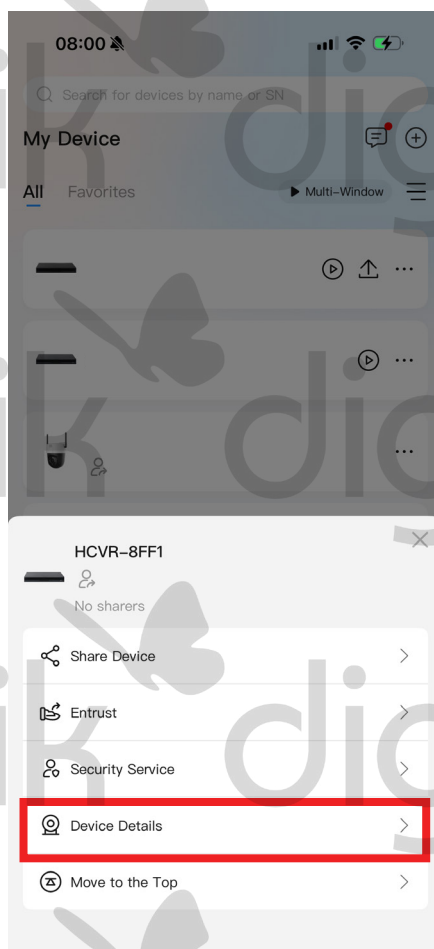 08:00
Search for devices by name or SN
My Device
All Favorites Multi-Window
HCVR-8FF1
No sharers
Share Device
Entrust
Security Service
Device Details
Move to the Top